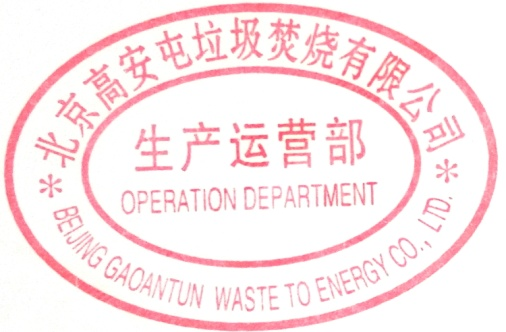 *北京高安屯垃圾焚烧有限公司*
生产运营部
OPERATION DEPARTMENT
BEIJING GAOANTUN WASTE TO ENERGY CO., LTD.